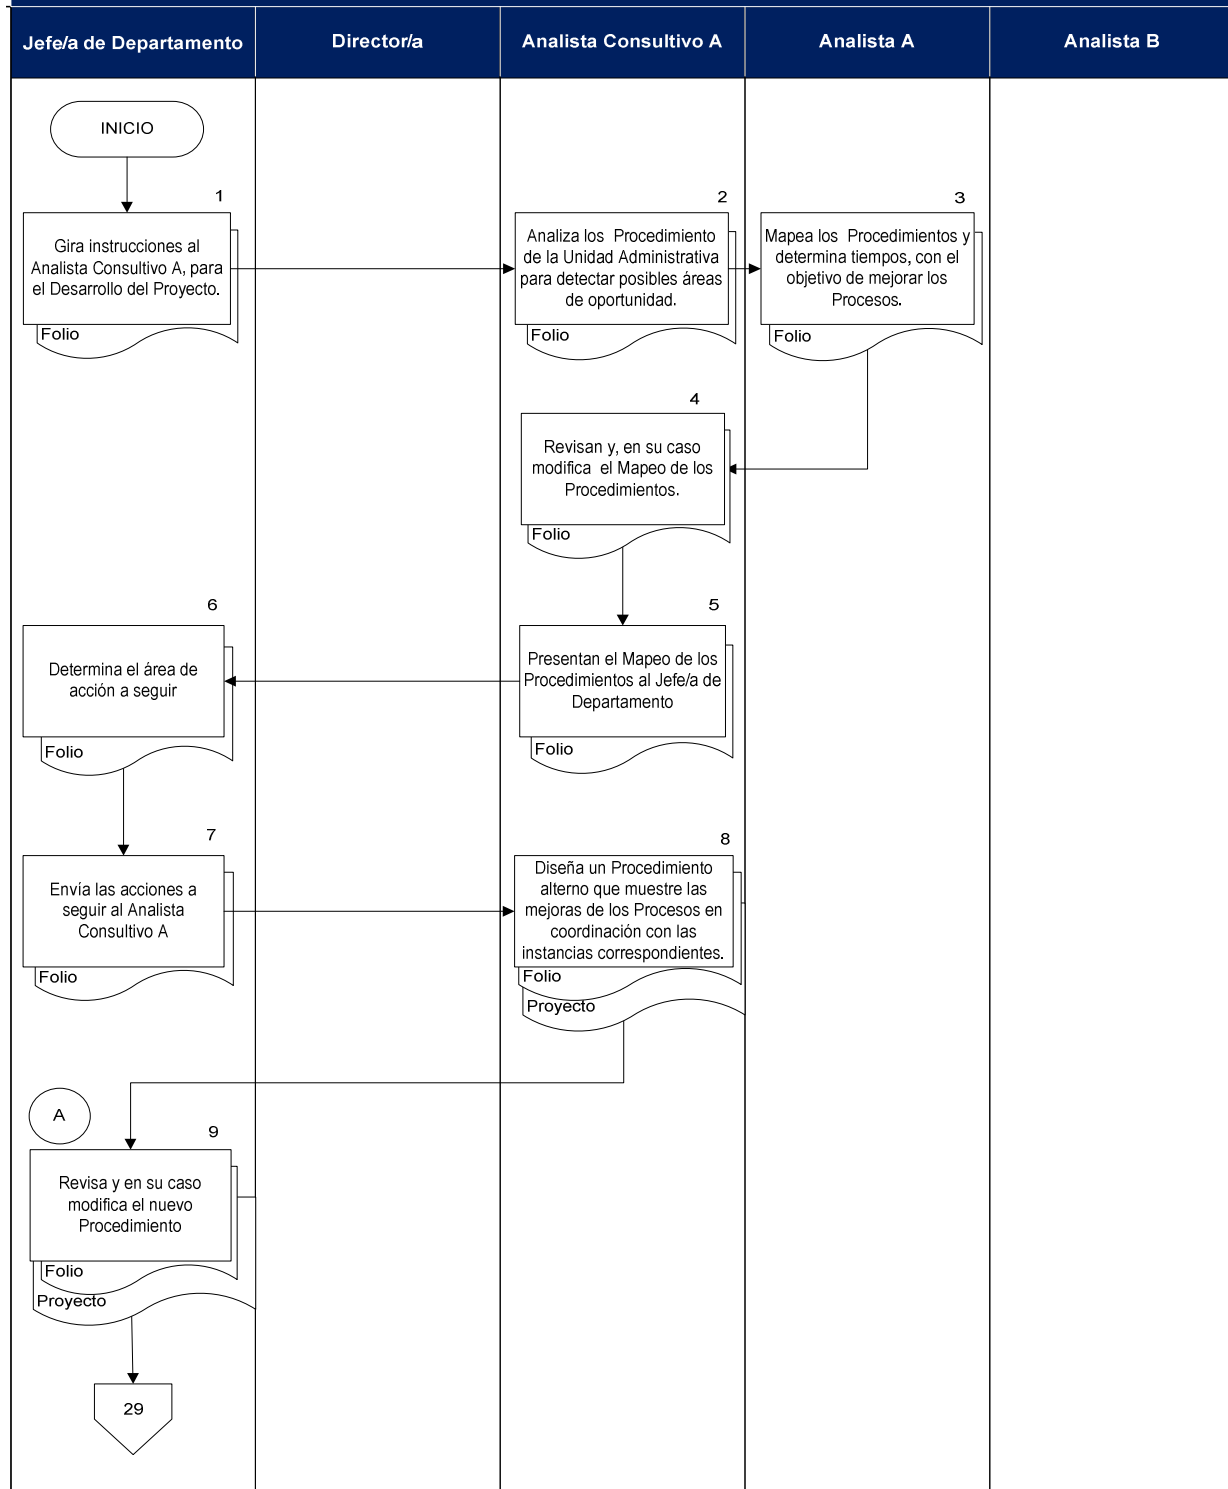 Jefe/a de Departamento
Director/a
Analista Consultivo A
Analista A
Analista B
INICIO
1
Gira instrucciones al
Analista Consultivo A, para
el Desarrollo del Proyecto.
Folio
2
Analiza los Procedimiento
de la Unidad Administrativa
para detectar posibles áreas
de oportunidad.
Folio
3
Mapea los Procedimientos y
determina tiempos, con el
objetivo de mejorar los
Procesos.
Folio
4
Revisan y, en su caso
modifica el Mapeo de los
Procedimientos.
Folio
5
Presentan el Mapeo de los
Procedimientos al Jefe/a de
Departamento
Folio
6
Determina el área de
acción a seguir
Folio
7
Envía las acciones a
seguir al Analista
Consultivo A
Folio
8
Diseña un Procedimiento
alterno que muestre las
mejoras de los Procesos en
coordinación con las
instancias correspondientes.
Folio
Proyecto
A
9
Revisa y en su caso
modifica el nuevo
Procedimiento
Folio
Proyecto
29